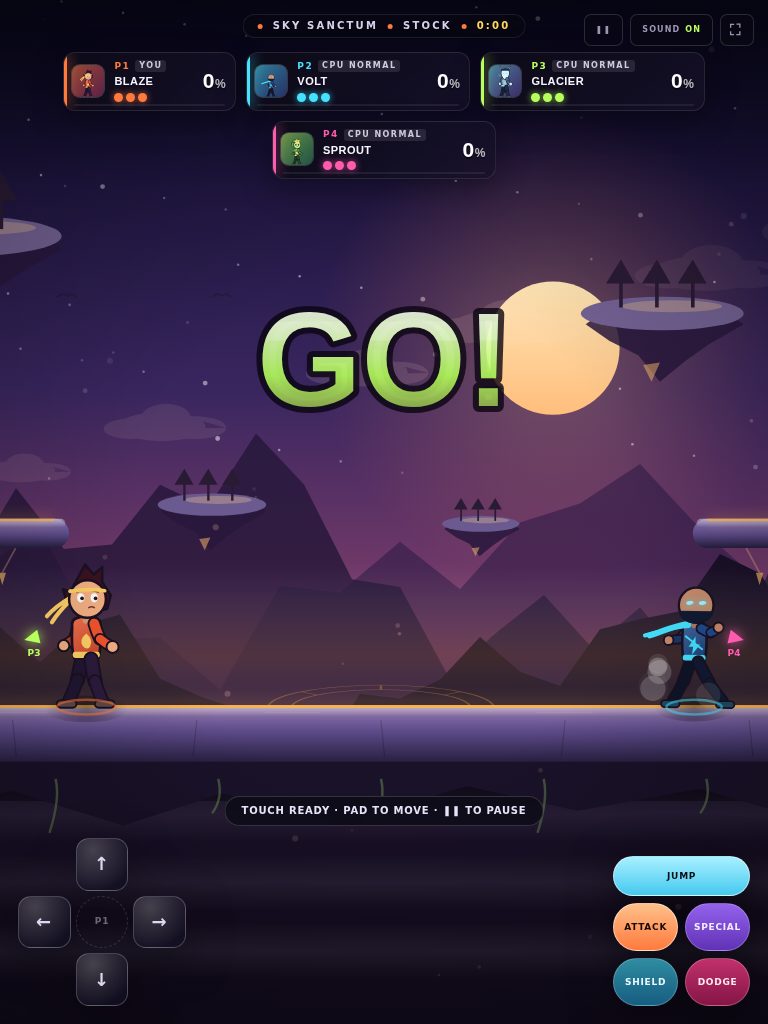 • SKY SANCTUM • STOCK • 0:00
❚❚
SOUND ON
P1 YOU
BLAZE
0%
P2 CPU NORMAL
VOLT
0%
P3 CPU NORMAL
GLACIER
0%
P4 CPU NORMAL
SPROUT
0%
GO!
P3
P4
TOUCH READY · PAD TO MOVE · ❚❚ TO PAUSE
↑
← P1 →
↓
JUMP
ATTACK SPECIAL
SHIELD DODGE